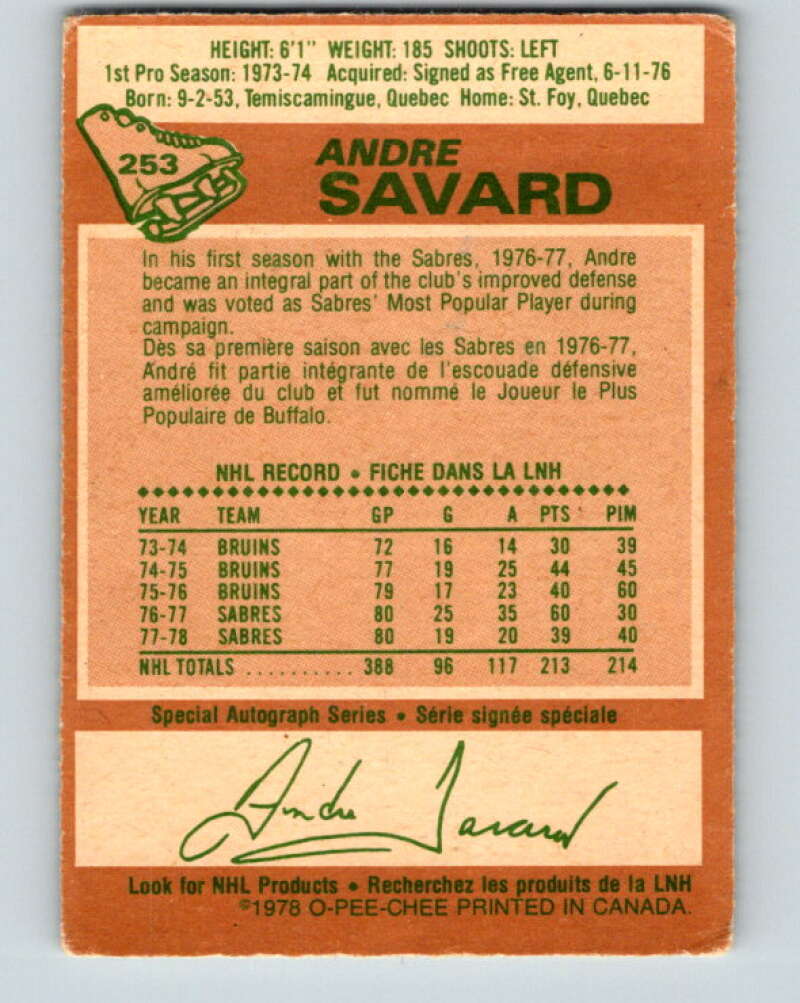 HEIGHT: 6'1" WEIGHT: 185 SHOOTS: LEFT
1st Pro Season: 1973-74 Acquired: Signed as Free Agent, 6-11-76
Born: 9-2-53, Temiscamingue, Quebec Home: St. Foy, Quebec
253
ANDRE
SAVARD
In his first season with the Sabres, 1976-77, Andre
became an integral part of the club's improved defense
and was voted as Sabres' Most Popular Player during
campaign.
Dès sa première saison avec les Sabres en 1976-77,
André fit partie intégrante de l'escouade défensive
améliorée du club et fut nommé le Joueur le Plus
Populaire de Buffalo.
NHL RECORD • FICHE DANS LA LNH
YEAR TEAM GP G A PTS PIM
73-74 BRUINS 72 16 14 30 39
74-75 BRUINS 77 19 25 44 45
75-76 BRUINS 79 17 23 40 60
76-77 SABRES 80 25 35 60 30
77-78 SABRES 80 19 20 39 40
NHL TOTALS .......... 388 96 117 213 214
Special Autograph Series • Série signée spéciale
Andre Savard
Look for NHL Products • Recherchez les produits de la LNH
©1978 O-PEE-CHEE PRINTED IN CANADA.